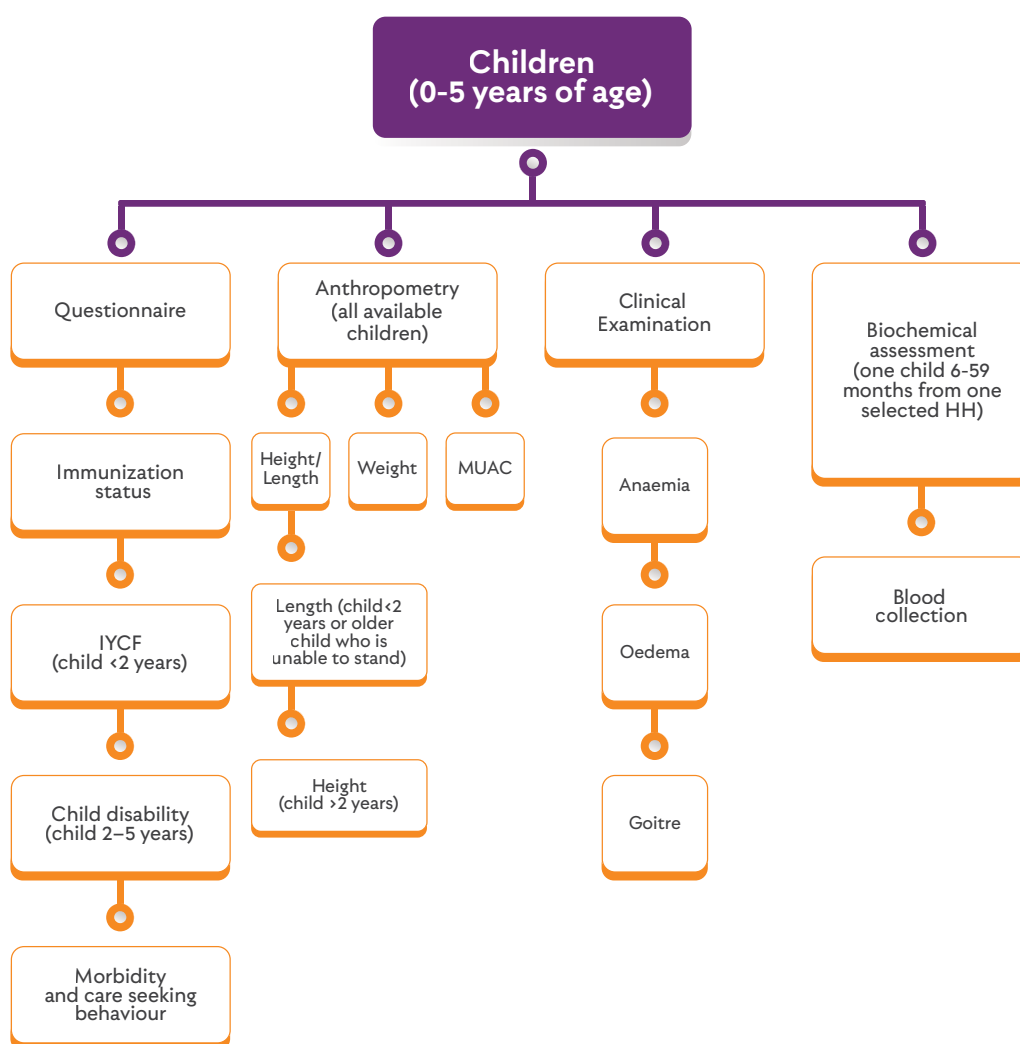 Children
(0-5 years of age)
Questionnaire
Immunization
status
IYCF
(child <2 years)
Child disability
(child 2–5 years)
Morbidity
and care seeking
behaviour
Anthropometry
(all available
children)
Height/
Length
Weight
MUAC
Length (child<2
years or older
child who is
unable to stand)
Height
(child >2 years)
Clinical
Examination
Anaemia
Oedema
Goitre
Biochemical
assessment
(one child 6-59
months from one
selected HH)
Blood
collection